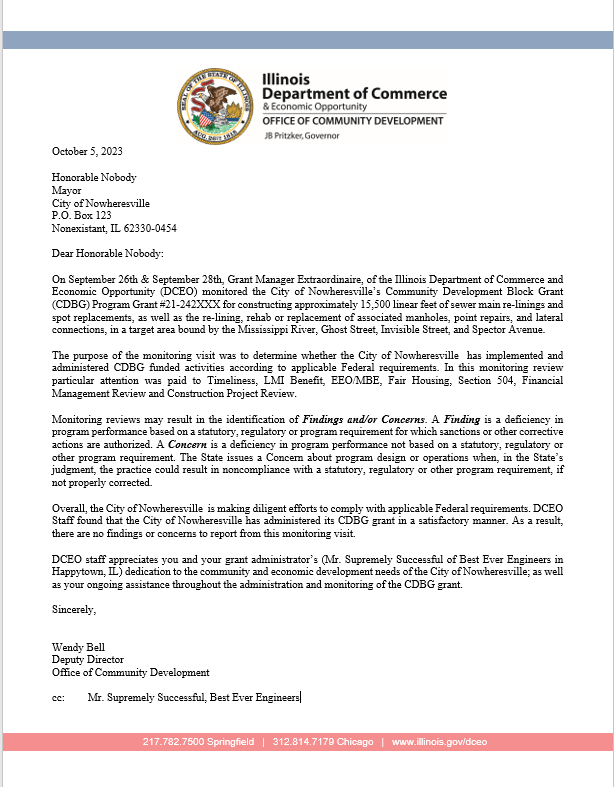 SEAL OF THE STATE OF ILLINOIS
AUG. 26TH 1818
Illinois
Department of Commerce
& Economic Opportunity
OFFICE OF COMMUNITY DEVELOPMENT
JB Pritzker, Governor
October 5, 2023
Honorable Nobody
Mayor
City of Nowheresville
P.O. Box 123
Nonexistant, IL 62330-0454
Dear Honorable Nobody:
On September 26th & September 28th, Grant Manager Extraordinaire, of the Illinois Department of Commerce and
Economic Opportunity (DCEO) monitored the City of Nowheresville's Community Development Block Grant
(CDBG) Program Grant #21-242XXX for constructing approximately 15,500 linear feet of sewer main re-linings and
spot replacements, as well as the re-lining, rehab or replacement of associated manholes, point repairs, and lateral
connections, in a target area bound by the Mississippi River, Ghost Street, Invisible Street, and Spector Avenue.
The purpose of the monitoring visit was to determine whether the City of Nowheresville has implemented and
administered CDBG funded activities according to applicable Federal requirements. In this monitoring review
particular attention was paid to Timeliness, LMI Benefit, EEO/MBE, Fair Housing, Section 504, Financial
Management Review and Construction Project Review.
Monitoring reviews may result in the identification of Findings and/or Concerns. A Finding is a deficiency in
program performance based on a statutory, regulatory or program requirement for which sanctions or other corrective
actions are authorized. A Concern is a deficiency in program performance not based on a statutory, regulatory or
other program requirement. The State issues a Concern about program design or operations when, in the State's
judgment, the practice could result in noncompliance with a statutory, regulatory or other program requirement, if
not properly corrected.
Overall, the City of Nowheresville is making diligent efforts to comply with applicable Federal requirements. DCEO
Staff found that the City of Nowheresville has administered its CDBG grant in a satisfactory manner. As a result,
there are no findings or concerns to report from this monitoring visit.
DCEO staff appreciates you and your grant administrator's (Mr. Supremely Successful of Best Ever Engineers in
Happytown, IL) dedication to the community and economic development needs of the City of Nowheresville; as well
as your ongoing assistance throughout the administration and monitoring of the CDBG grant.
Sincerely,
Wendy Bell
Deputy Director
Office of Community Development
cc: Mr. Supremely Successful, Best Ever Engineers
217.782.7500 Springfield | 312.814.7179 Chicago | www.illinois.gov/dceo